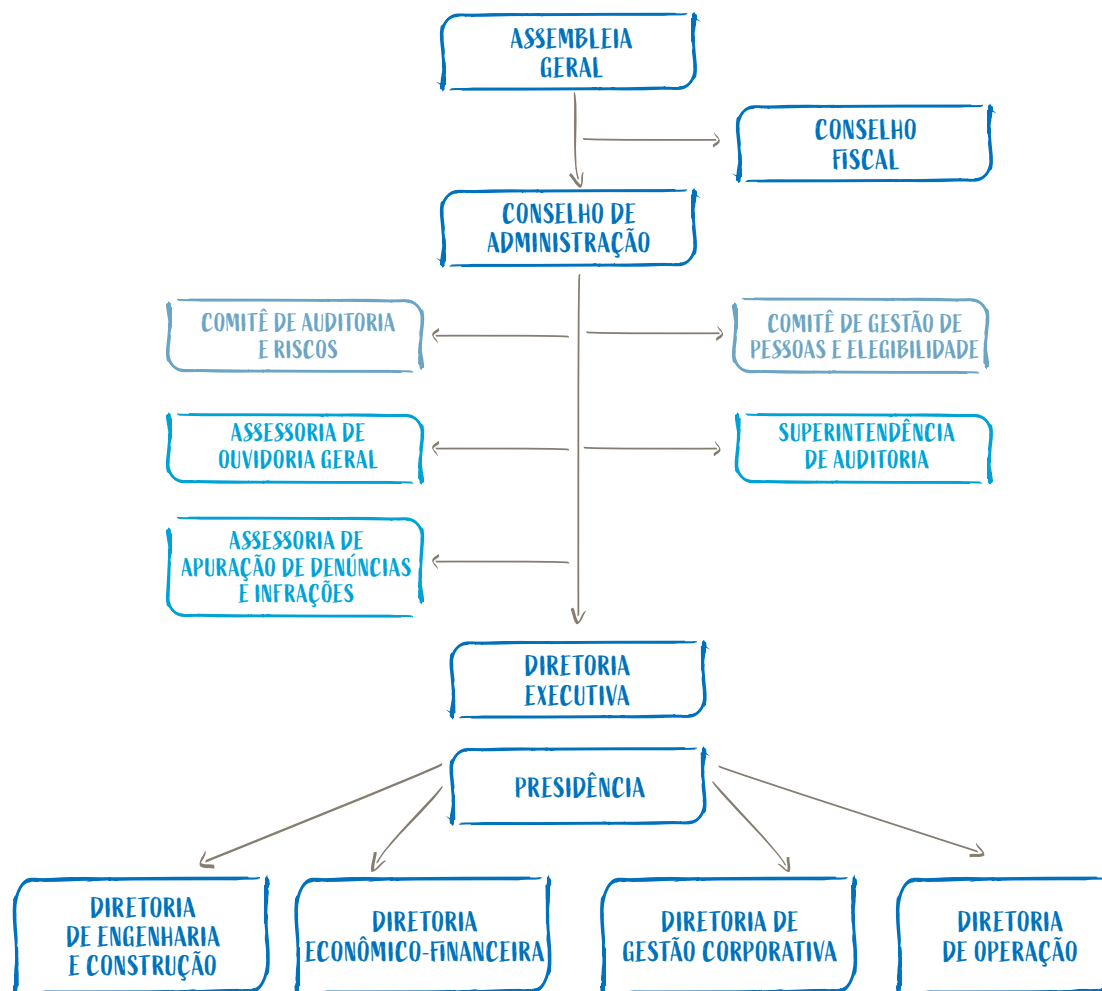 ASSEMBLEIA
GERAL
CONSELHO
FISCAL
CONSELHO DE
ADMINISTRAÇÃO
COMITÊ DE AUDITORIA
E RISCOS
COMITÊ DE GESTÃO DE
PESSOAS E ELEGIBILIDADE
ASSESSORIA DE
OUVIDORIA GERAL
SUPERINTENDÊNCIA
DE AUDITORIA
ASSESSORIA DE
APURAÇÃO DE DENÚNCIAS
E INFRAÇÕES
DIRETORIA
EXECUTIVA
PRESIDÊNCIA
DIRETORIA
DE ENGENHARIA
E CONSTRUÇÃO
DIRETORIA
ECONÔMICO-FINANCEIRA
DIRETORIA DE
GESTÃO CORPORATIVA
DIRETORIA
DE OPERAÇÃO